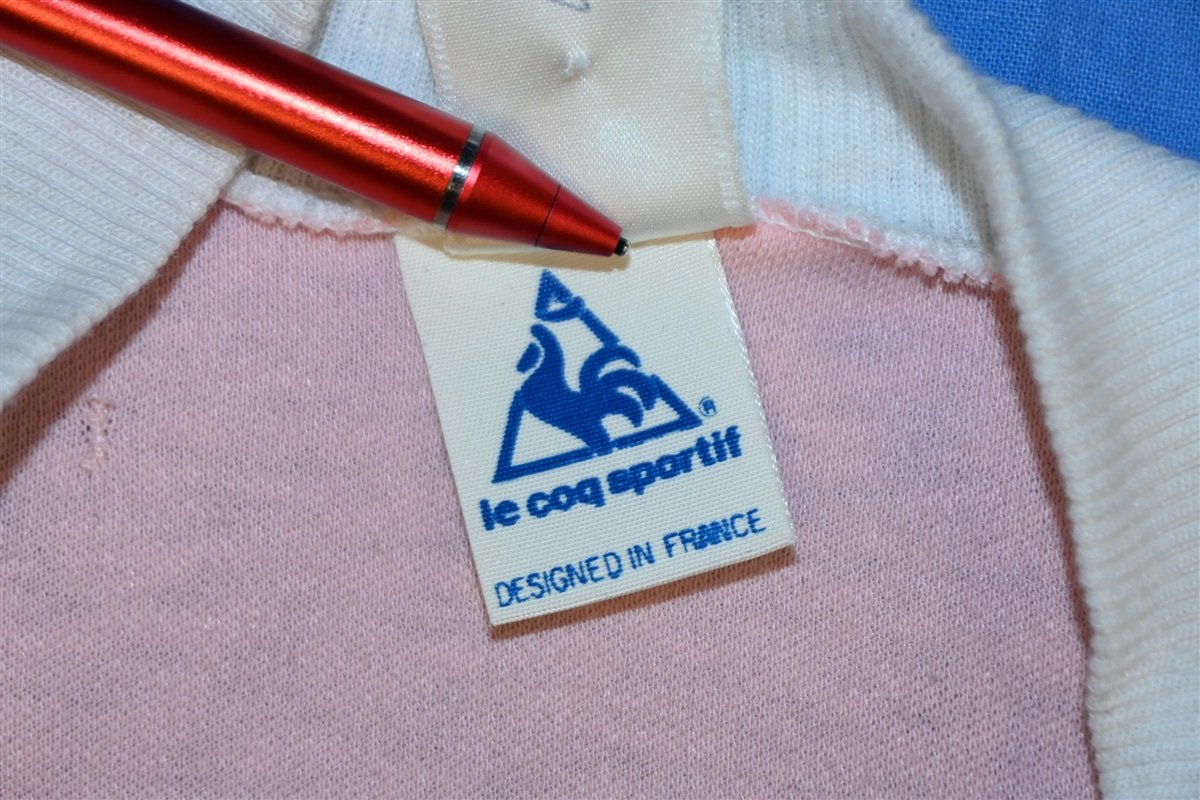 ®
le coq sportif
DESIGNED IN FRANCE